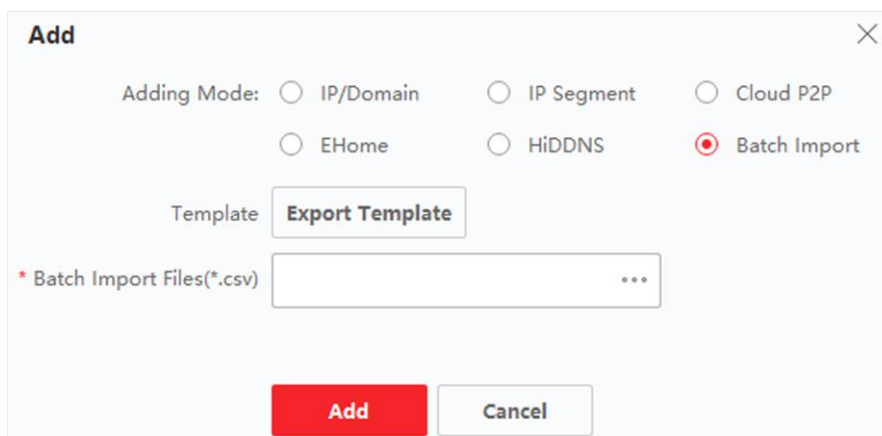 Add
Adding Mode: IP/Domain IP Segment Cloud P2P
EHome HiDDNS Batch Import
Template Export Template
* Batch Import Files(*.csv)
Add Cancel